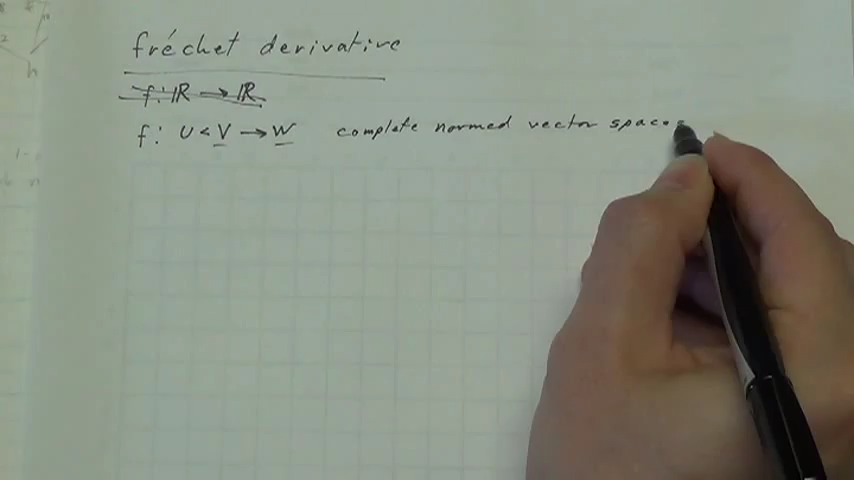 fréchet derivative
f: ℝ → ℝ
f: U < V → W complete normed vector spaces